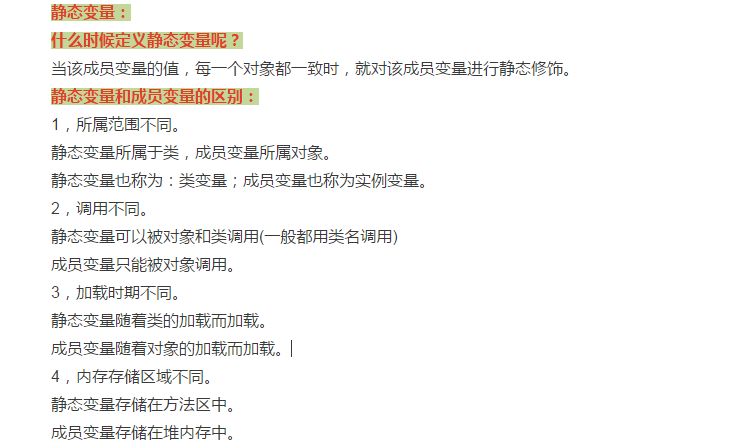 静态变量：
什么时候定义静态变量呢？
当该成员变量的值，每一个对象都一致时，就对该成员变量进行静态修饰。
静态变量和成员变量的区别：
1，所属范围不同。
静态变量所属于类，成员变量所属对象。
静态变量也称为：类变量；成员变量也称为实例变量。
2，调用不同。
静态变量可以被对象和类调用(一般都用类名调用)
成员变量只能被对象调用。
3，加载时期不同。
静态变量随着类的加载而加载。
成员变量随着对象的加载而加载。
4，内存存储区域不同。
静态变量存储在方法区中。
成员变量存储在堆内存中。